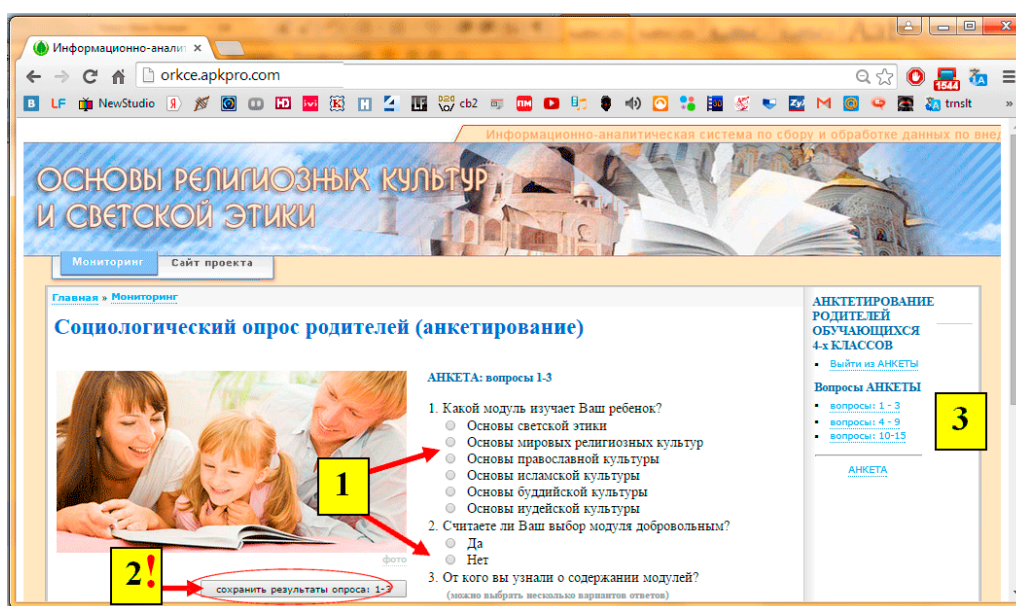 Информационно-аналит
orkce.apkpro.com
1544
LF
NewStudio
cb2
ПМ
trnslt
»
Информационно-аналитическая система по сбору и обработке данных по внед
ОСНОВЫ РЕЛИГИОЗНЫХ КУЛЬТУР
И СВЕТСКОЙ ЭТИКИ
Мониторинг
Сайт проекта
Главная » Мониторинг
Социологический опрос родителей (анкетирование)
АНКЕТА: вопросы 1-3
1. Какой модуль изучает Ваш ребенок?
Основы светской этики
Основы мировых религиозных культур
Основы православной культуры
Основы исламской культуры
Основы буддийской культуры
Основы иудейской культуры
2. Считаете ли Ваш выбор модуля добровольным?
Да
Нет
3. От кого вы узнали о содержании модулей?
(можно выбрать несколько вариантов ответов)
фото
сохранить результаты опроса: 1-3
1
2!
АНКТЕТИРОВАНИЕ
РОДИТЕЛЕЙ
ОБУЧАЮЩИХСЯ
4-х КЛАССОВ
Выйти из АНКЕТЫ
Вопросы АНКЕТЫ
вопросы: 1 - 3
вопросы: 4 - 9
вопросы: 10-15
АНКЕТА
3